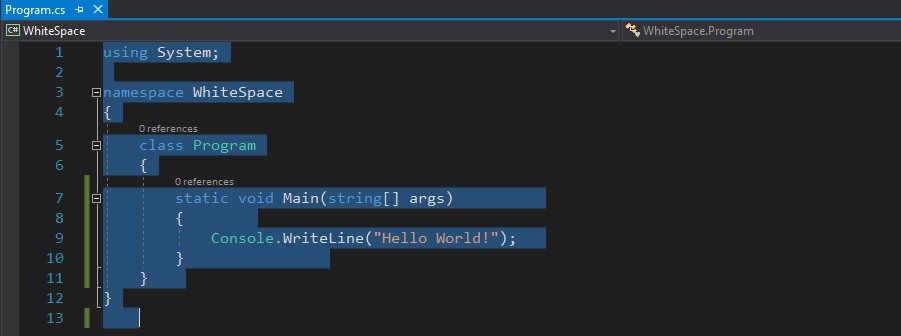 Program.cs
C# WhiteSpace WhiteSpace.Program
1 using System;
2
3 namespace WhiteSpace
4 {
0 references
5 class Program
6 {
0 references
7 static void Main(string[] args)
8 {
9 Console.WriteLine("Hello World!");
10 }
11 }
12 }
13